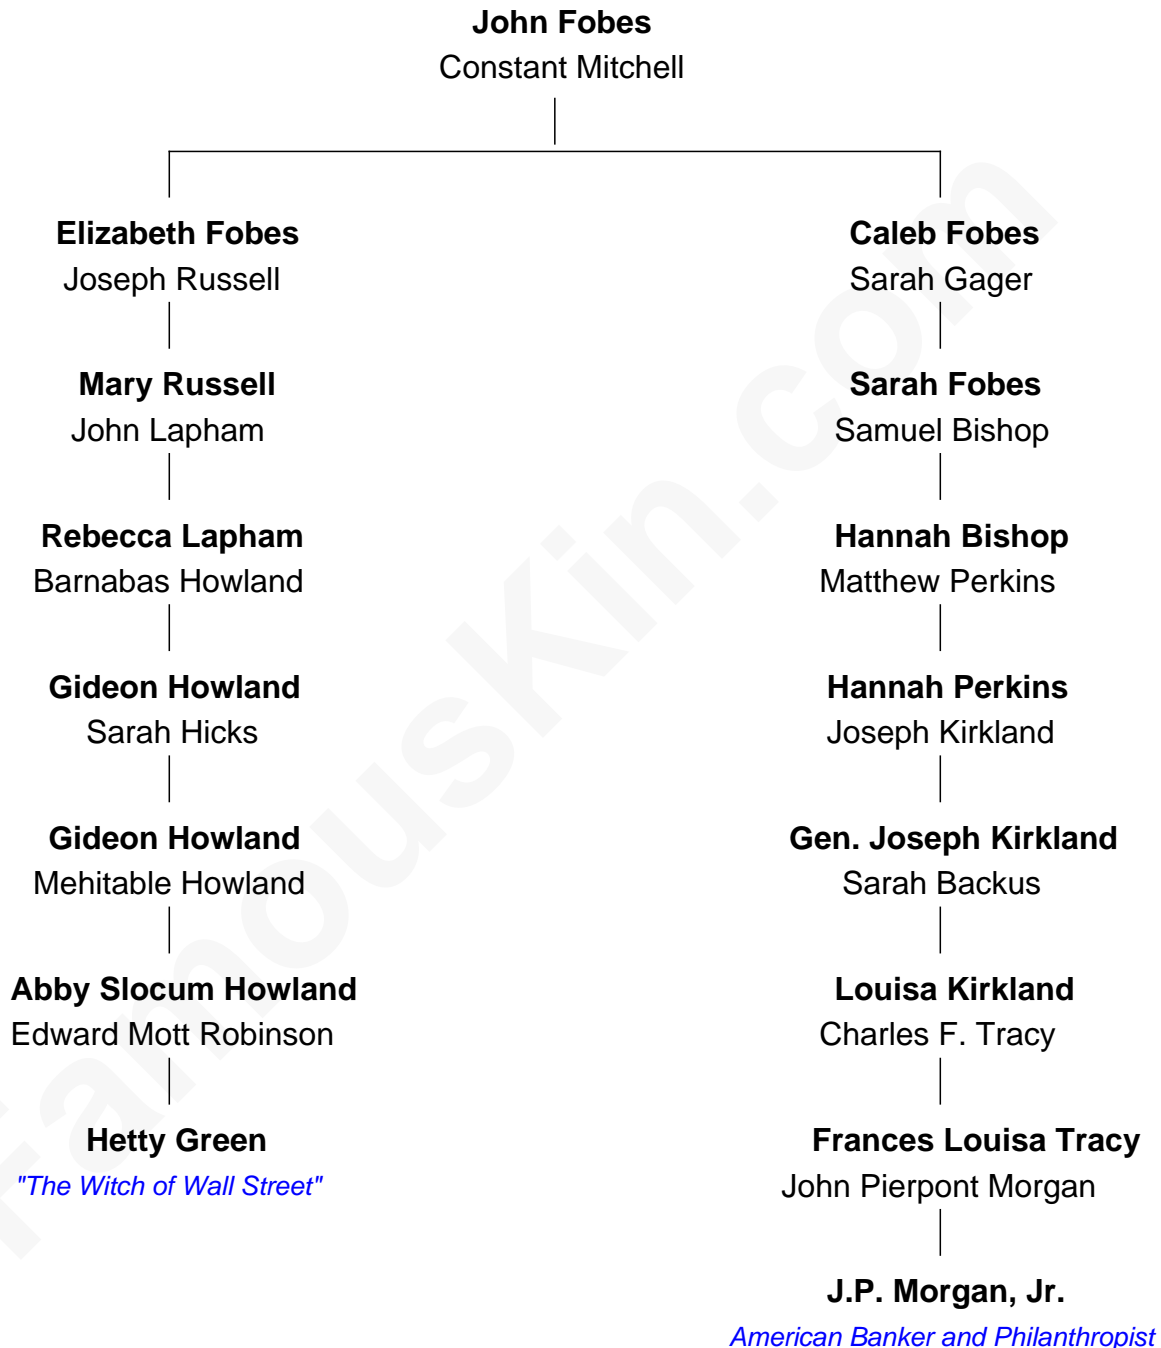 John Fobes
Constant Mitchell
Elizabeth Fobes
Joseph Russell
Caleb Fobes
Sarah Gager
Mary Russell
John Lapham
Sarah Fobes
Samuel Bishop
Rebecca Lapham
Barnabas Howland
Hannah Bishop
Matthew Perkins
Gideon Howland
Sarah Hicks
Hannah Perkins
Joseph Kirkland
Gideon Howland
Mehitable Howland
Gen. Joseph Kirkland
Sarah Backus
Abby Slocum Howland
Edward Mott Robinson
Louisa Kirkland
Charles F. Tracy
Hetty Green
"The Witch of Wall Street"
Frances Louisa Tracy
John Pierpont Morgan
J.P. Morgan, Jr.
American Banker and Philanthropist
FamousKin.com